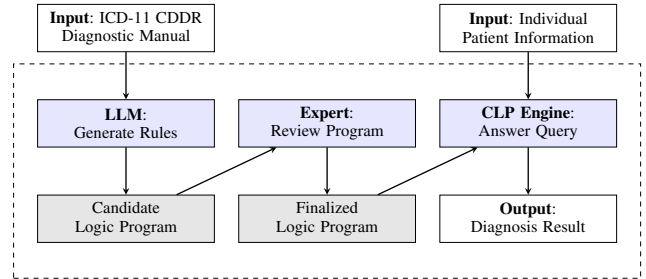 Input: ICD-11 CDDR
Diagnostic Manual
Input: Individual
Patient Information
LLM:
Generate Rules
Expert:
Review Program
CLP Engine:
Answer Query
Candidate
Logic Program
Finalized
Logic Program
Output:
Diagnosis Result